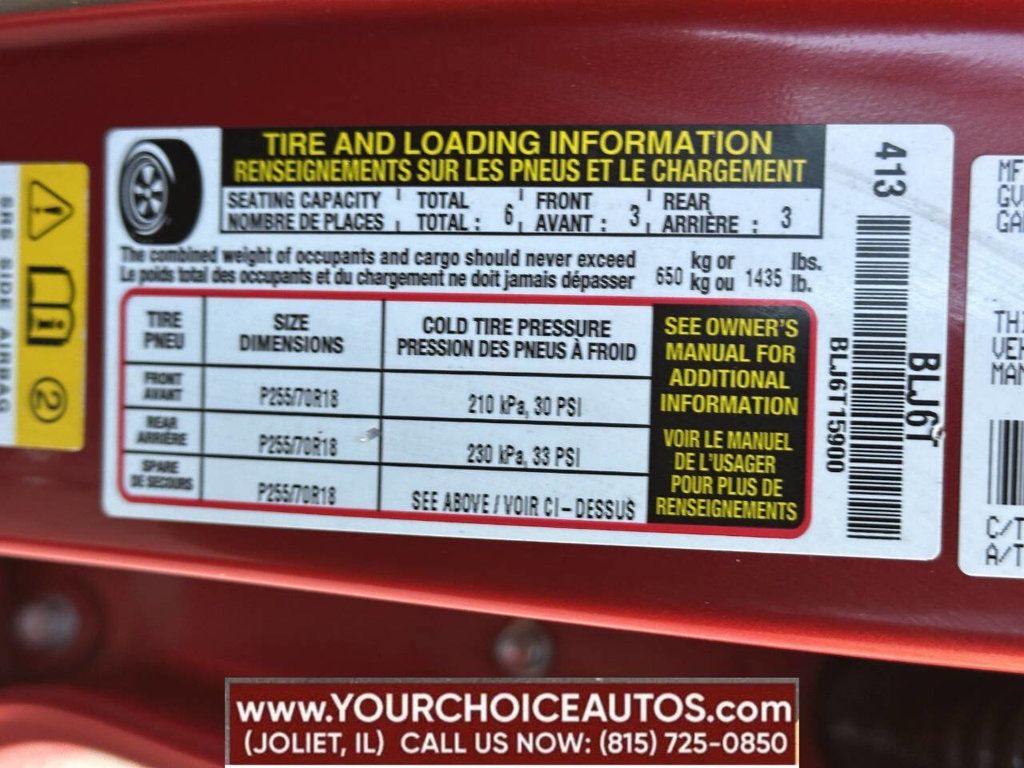 SRS SIDE AIRBAG
2
TIRE AND LOADING INFORMATION
RENSEIGNEMENTS SUR LES PNEUS ET LE CHARGEMENT
SEATING CAPACITY TOTAL FRONT REAR
NOMBRE DE PLACES TOTAL : 6 AVANT : 3 ARRIÈRE : 3
The combined weight of occupants and cargo should never exceed kg or lbs.
Le poids total des occupants et du chargement ne doit jamais dépasser 650 kg ou 1435 lb.
TIRE SIZE COLD TIRE PRESSURE
PNEU DIMENSIONS PRESSION DES PNEUS À FROID
FRONT
AVANT P255/70R18 210 kPa, 30 PSI
REAR
ARRIÈRE P255/70R18 230 kPa, 33 PSI
SPARE
DE SECOURS P255/70R18 SEE ABOVE / VOIR CI-DESSUS
SEE OWNER'S
MANUAL FOR
ADDITIONAL
INFORMATION
VOIR LE MANUEL
DE L'USAGER
POUR PLUS DE
RENSEIGNEMENTS
413
BLJ6T15900
BLJ6T
THI
VEH
MAN
C/T
A/T
www.YOURCHOICEAUTOS.com
(JOLIET, IL) CALL US NOW: (815) 725-0850